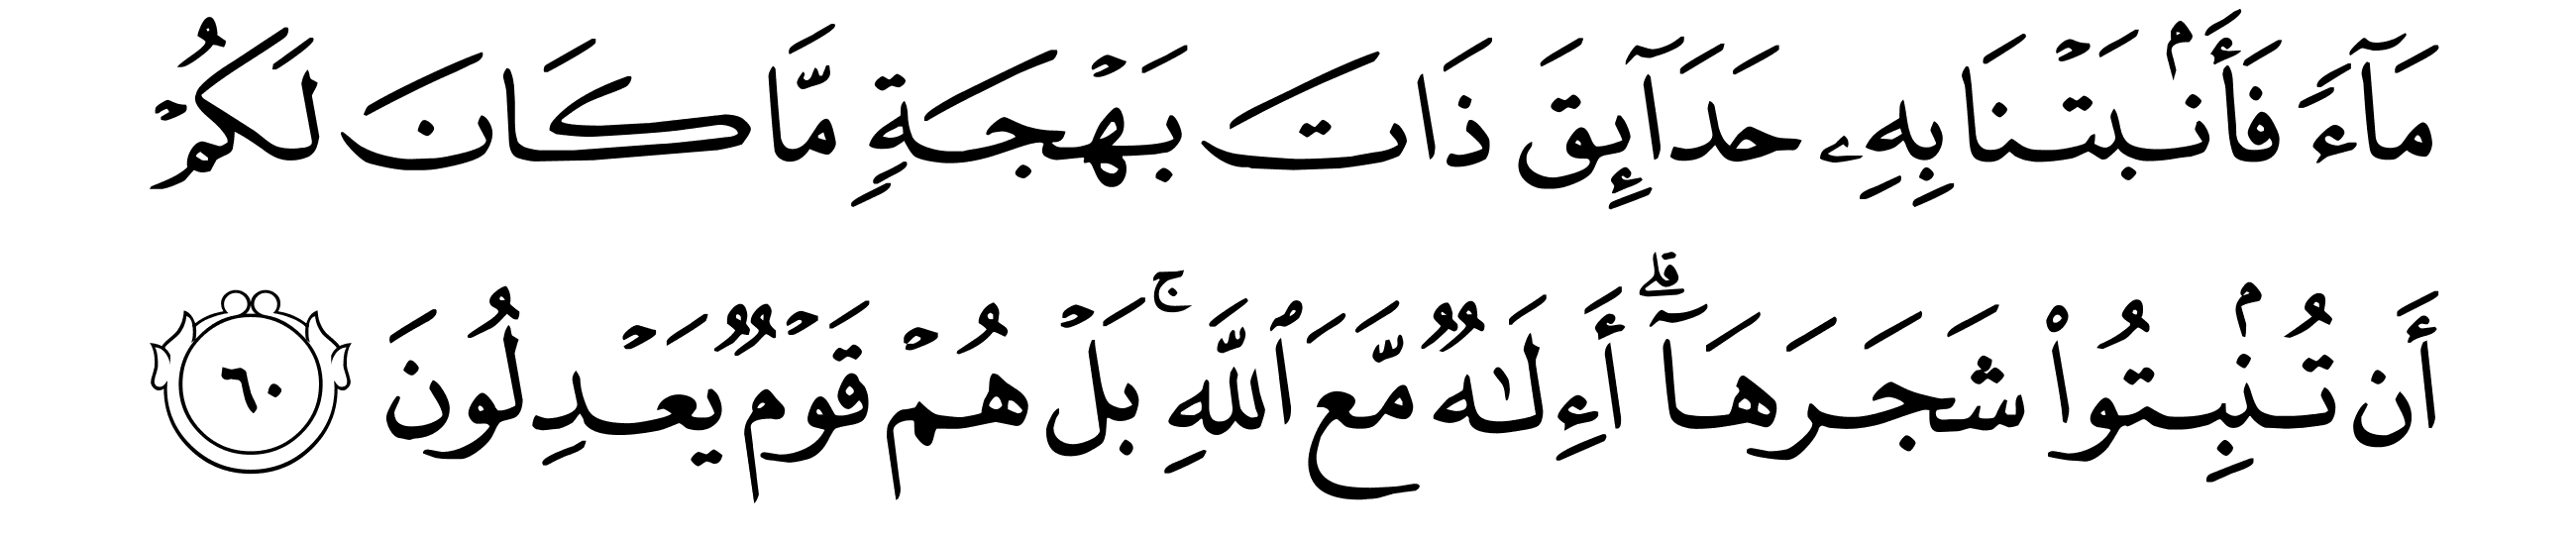 مَآءً فَأَنۢبَتْنَا بِهِۦ حَدَآئِقَ ذَاتَ بَهْجَةٍ مَّا كَانَ لَكُمْ
أَن تُنۢبِتُوا۟ شَجَرَهَآ ۗ أَءِلَـٰهٌ مَّعَ ٱللَّهِ ۚ بَلْ هُمْ قَوْمٌ يَعْدِلُونَ ٦٠